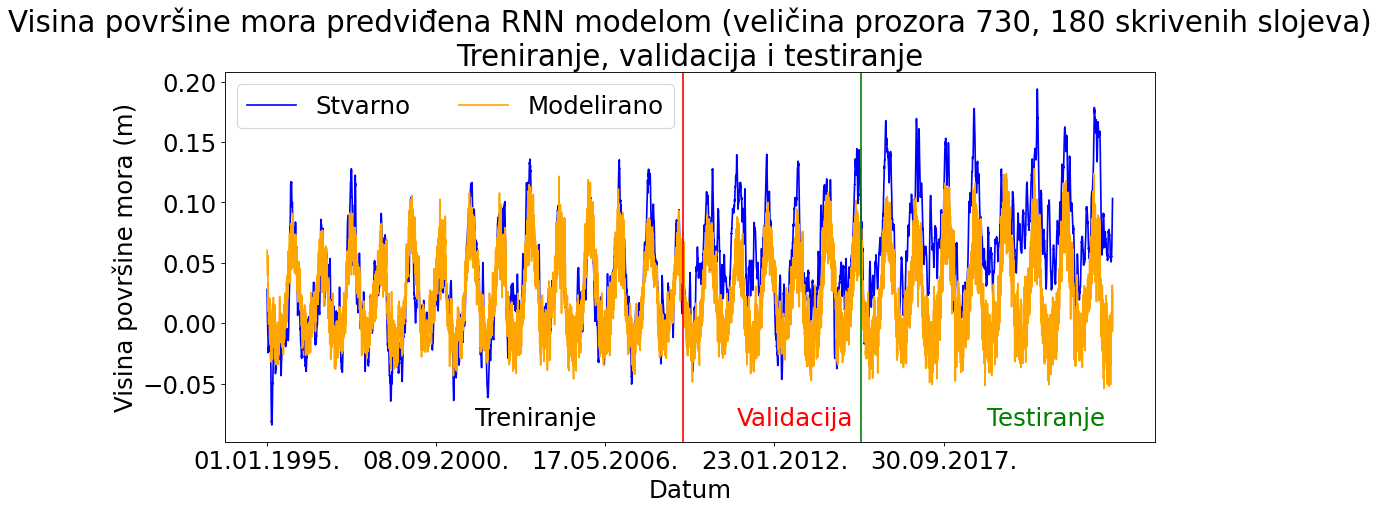 Visina površine mora predviđena RNN modelom (veličina prozora 730, 180 skrivenih slojeva)
Treniranje, validacija i testiranje
Stvarno
Modelirano
Visina površine mora (m)
0.20
0.15
0.10
0.05
0.00
−0.05
Treniranje
Validacija
Testiranje
01.01.1995.
08.09.2000.
17.05.2006.
23.01.2012.
30.09.2017.
Datum